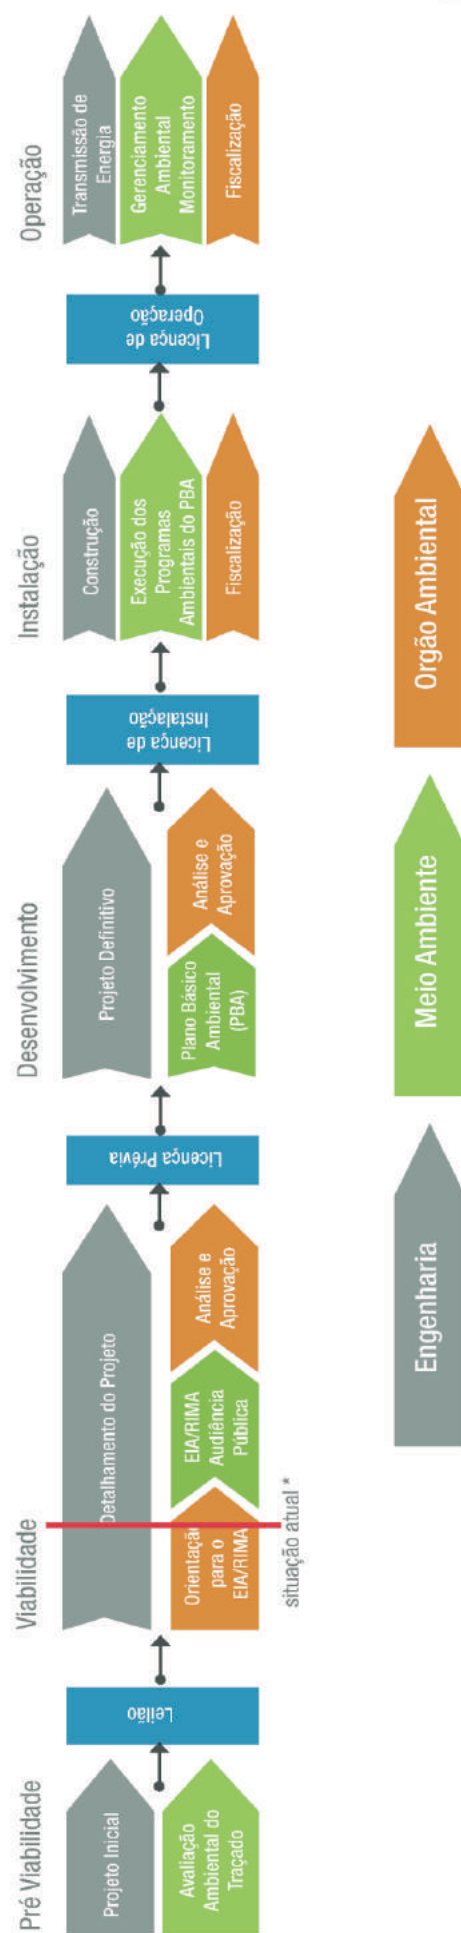 Pré Viabilidade
Projeto Inicial
Avaliação
Ambiental do
Traçado
Leilão
Viabilidade
Detalhamento do Projeto
Orientação
para o
EIA/RIMA
EIA/RIMA
Audiência
Pública
Análise e
Aprovação
situação atual *
Licença Prévia
Desenvolvimento
Projeto Definitivo
Plano Básico
Ambiental
(PBA)
Análise e
Aprovação
Licença de
Instalação
Instalação
Construção
Execução dos
Programas
Ambientais do PBA
Fiscalização
Licença de
Operação
Operação
Transmissão de
Energia
Gerenciamento
Ambiental
Monitoramento
Fiscalização
Engenharia
Meio Ambiente
Orgão Ambiental